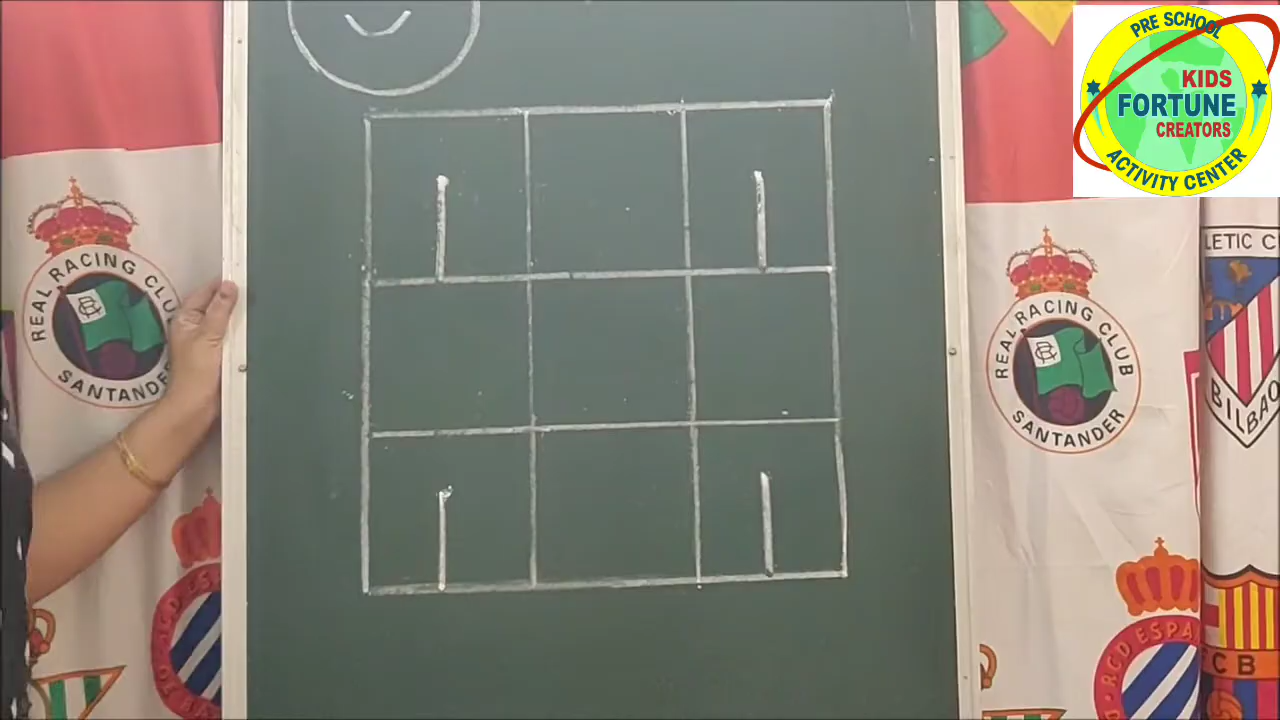 PRE SCHOOL
KIDS
FORTUNE
CREATORS
ACTIVITY CENTER
REAL RACING CLUB
SANTANDER
REAL RACING CLUB
SANTANDER
BILBAO
RCD ESPA
FCB